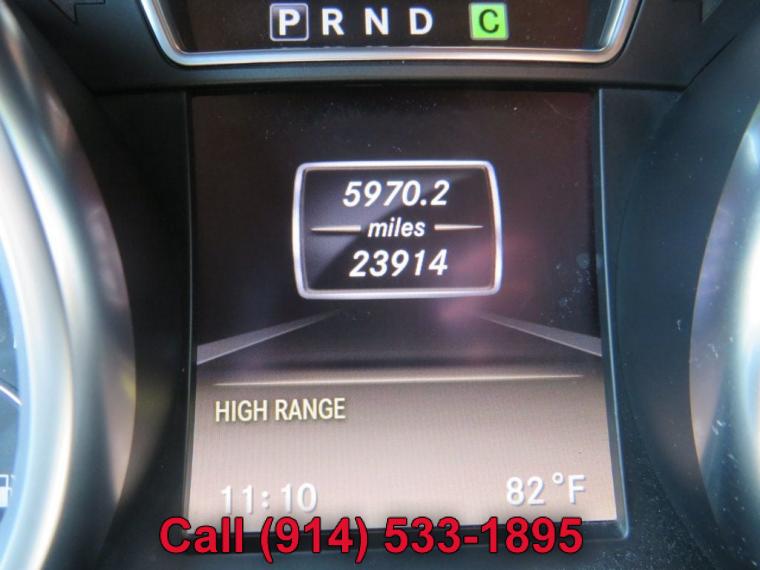 P R N D C
5970.2
miles
23914
HIGH RANGE
11:10 82°F
Call (914) 533-1895